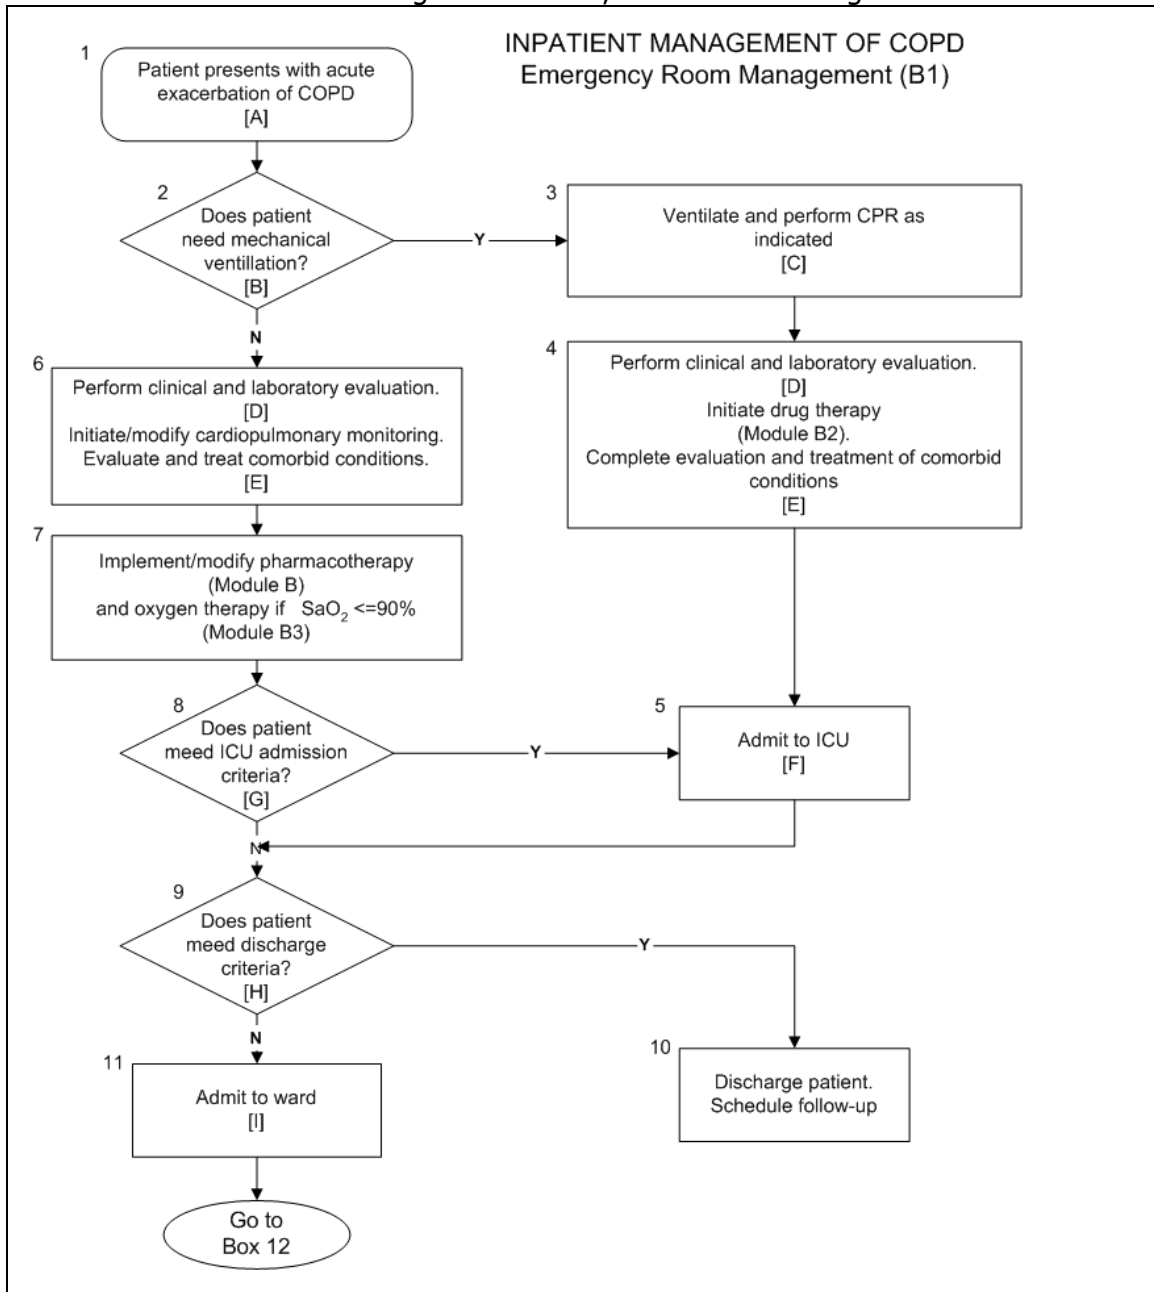 INPATIENT MANAGEMENT OF COPD
Emergency Room Management (B1)
1
Patient presents with acute
exacerbation of COPD
[A]
2
Does patient
need mechanical
ventillation?
[B]
Y
N
3
Ventilate and perform CPR as
indicated
[C]
4
Perform clinical and laboratory evaluation.
[D]
Initiate drug therapy
(Module B2).
Complete evaluation and treatment of comorbid
conditions
[E]
6
Perform clinical and laboratory evaluation.
[D]
Initiate/modify cardiopulmonary monitoring.
Evaluate and treat comorbid conditions.
[E]
7
Implement/modify pharmacotherapy
(Module B)
and oxygen therapy if SaO2 <=90%
(Module B3)
8
Does patient
meed ICU admission
criteria?
[G]
Y
N
5
Admit to ICU
[F]
9
Does patient
meed discharge
criteria?
[H]
Y
N
10
Discharge patient.
Schedule follow-up
11
Admit to ward
[I]
Go to
Box 12